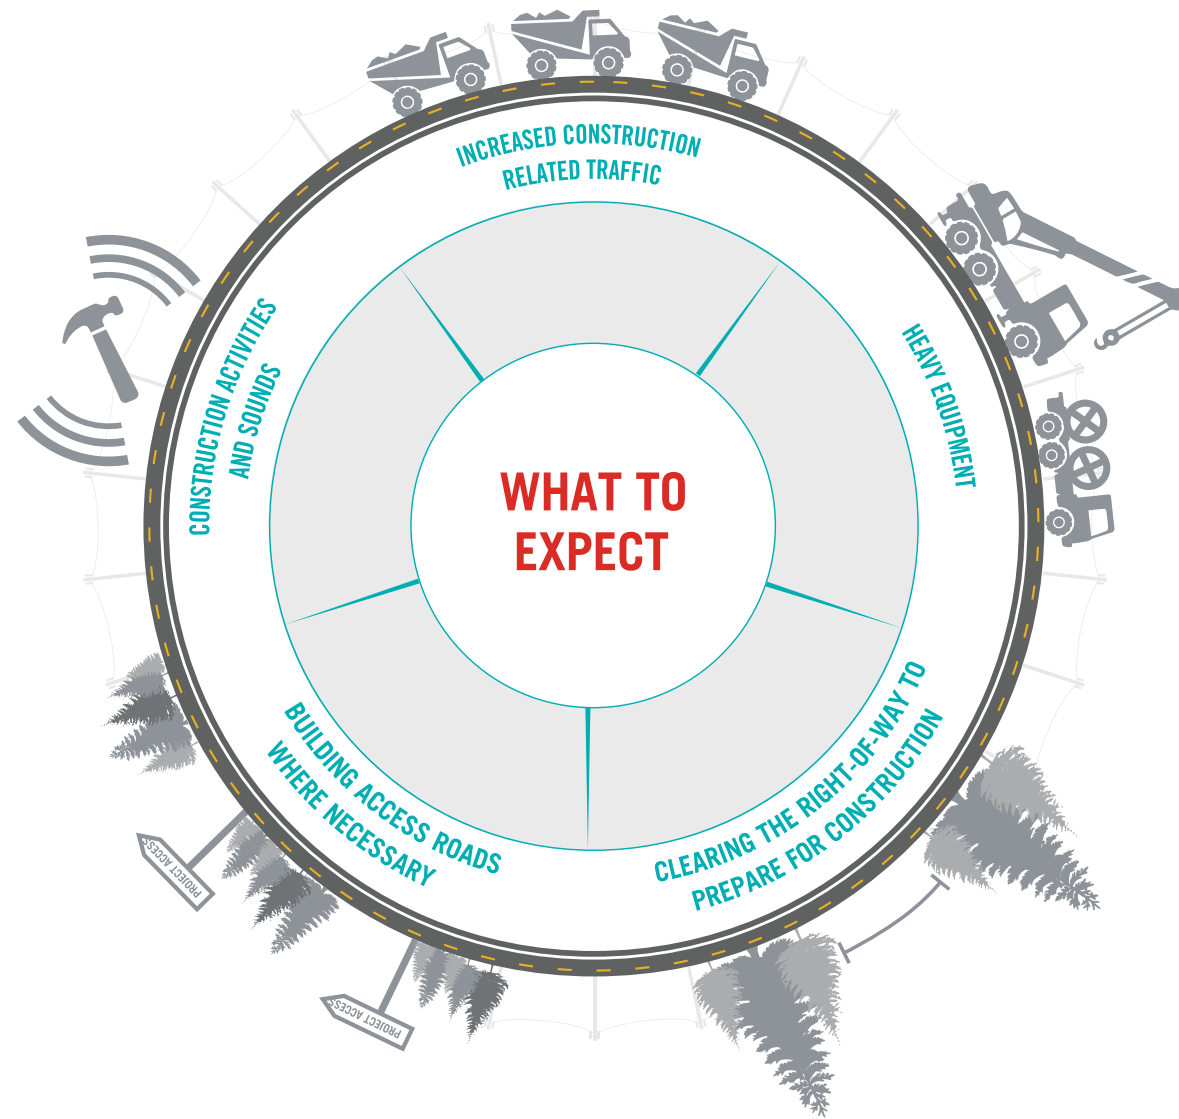 INCREASED CONSTRUCTION
RELATED TRAFFIC
HEAVY EQUIPMENT
CLEARING THE RIGHT-OF-WAY TO
PREPARE FOR CONSTRUCTION
BUILDING ACCESS ROADS
WHERE NECESSARY
CONSTRUCTION ACTIVITIES
AND SOUNDS
WHAT TO
EXPECT
PROJECT ACCESS
PROJECT ACCESS